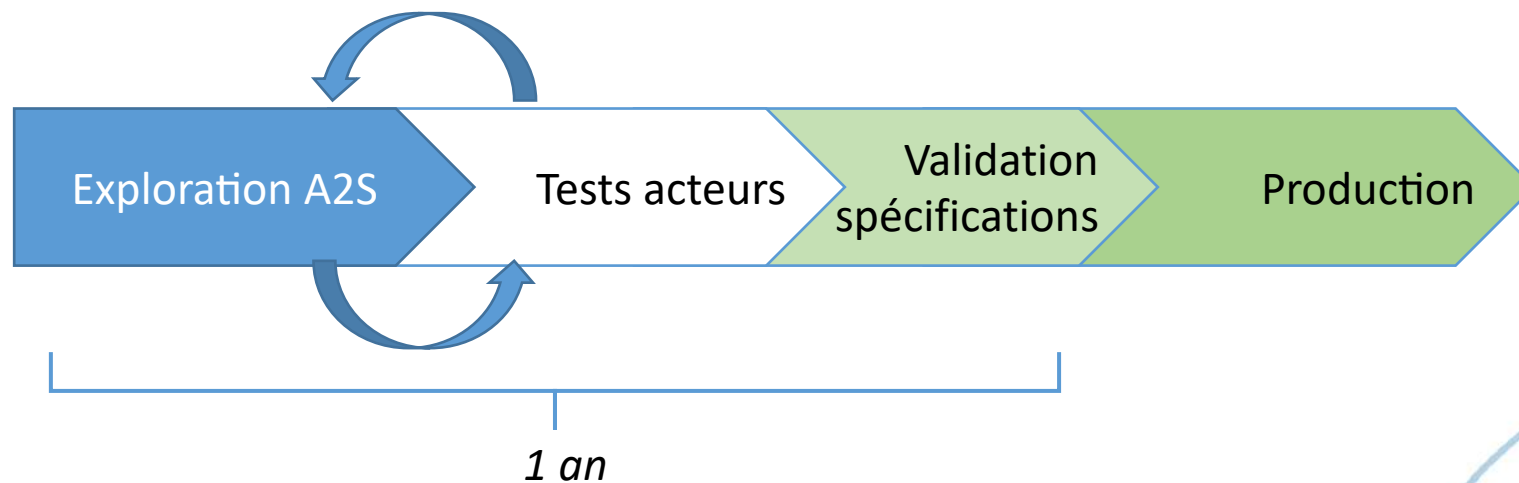 Exploration A2S
Tests acteurs
Validation
spécifications
Production
1 an